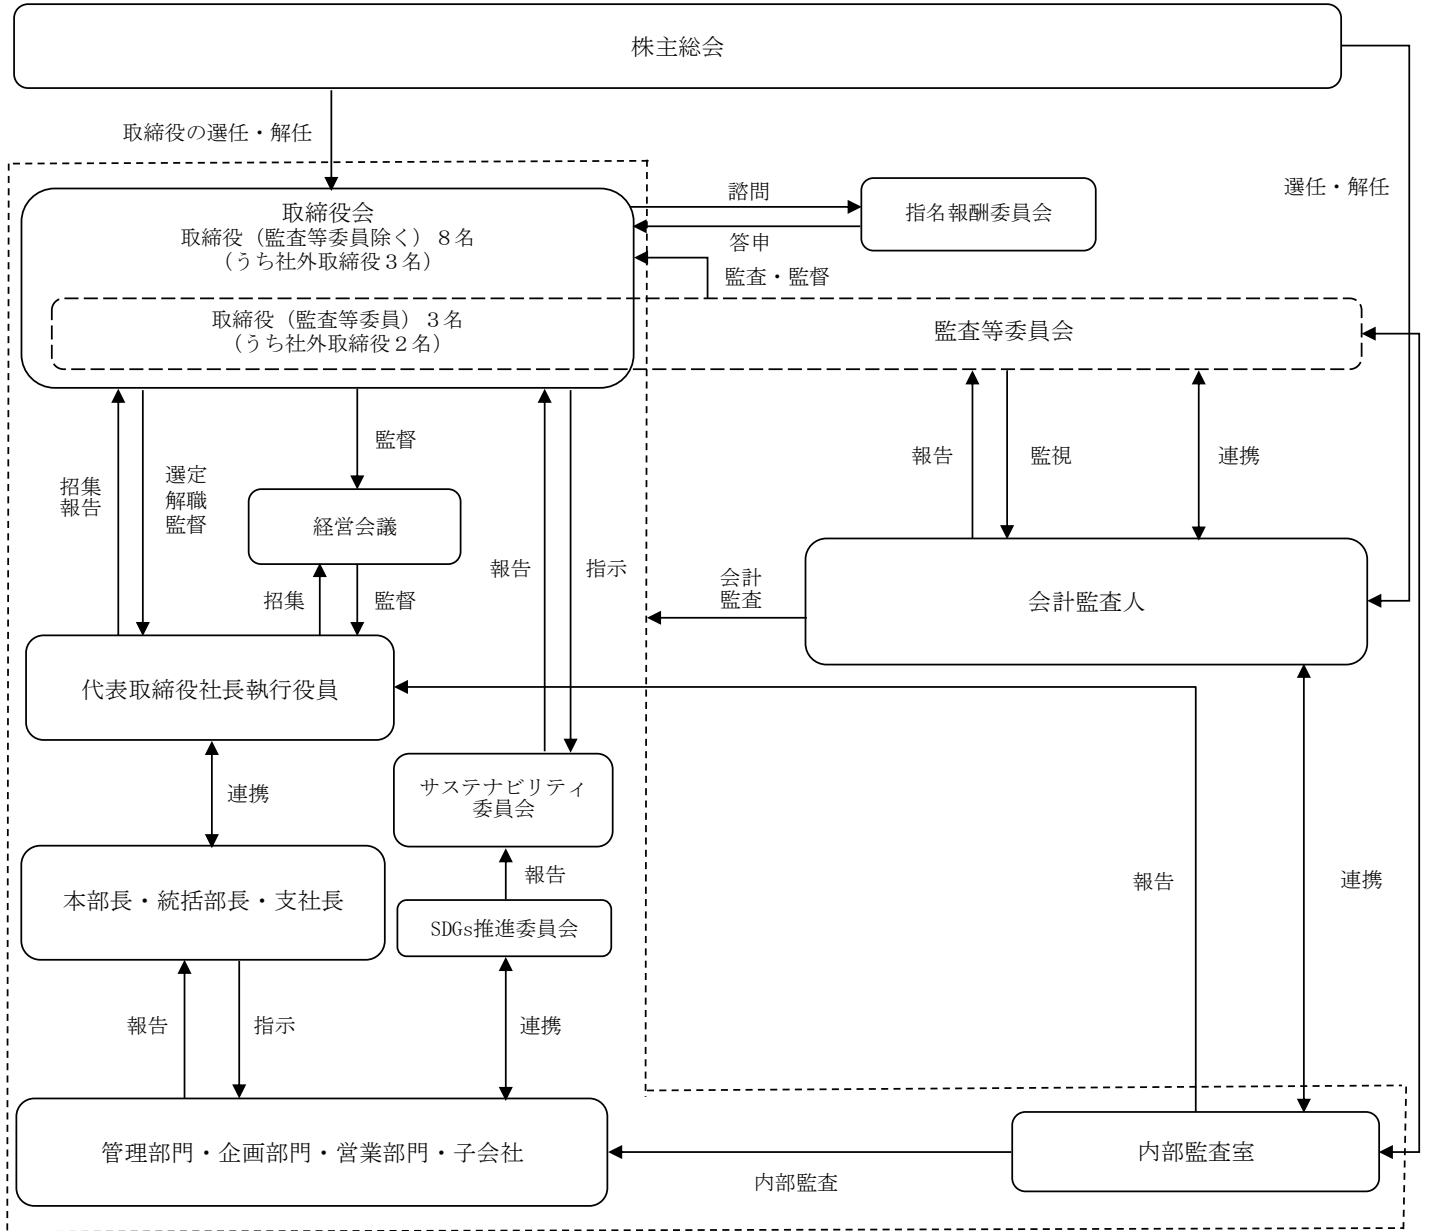 株主総会
取締役の選任・解任
選任・解任
取締役会
取締役（監査等委員除く）８名
（うち社外取締役３名）
諮問
指名報酬委員会
答申
監査・監督
取締役（監査等委員）３名
（うち社外取締役２名）
監査等委員会
招集
報告
選定
解職
監督
監督
報告
監視
連携
経営会議
招集
監督
報告
指示
会計
監査
会計監査人
代表取締役社長執行役員
連携
サステナビリティ
委員会
報告
本部長・統括部長・支社長
SDGs推進委員会
報告
連携
報告
指示
連携
管理部門・企画部門・営業部門・子会社
内部監査
内部監査室